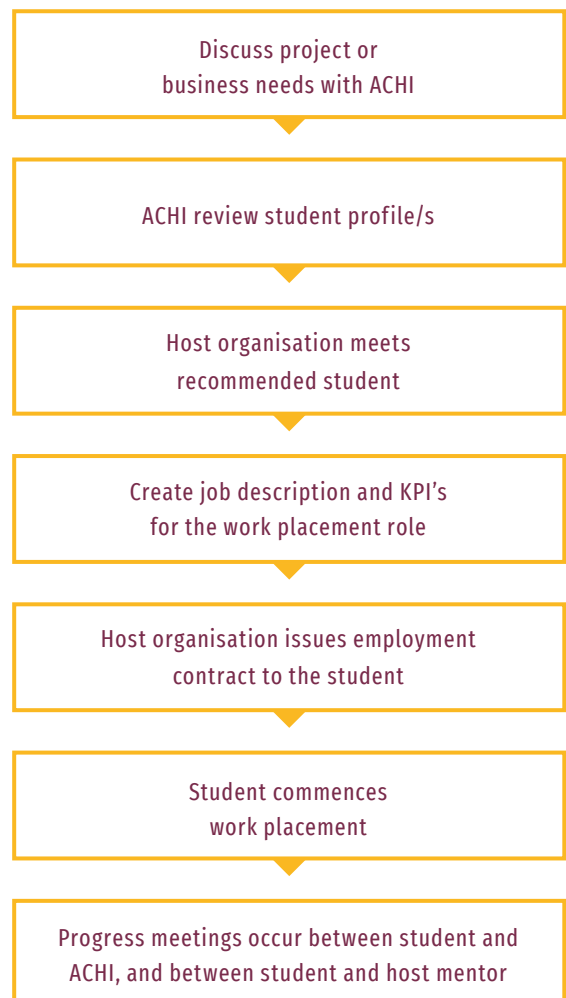 Discuss project or
business needs with ACHI
ACHI review student profile/s
Host organisation meets
recommended student
Create job description and KPI’s
for the work placement role
Host organisation issues employment
contract to the student
Student commences
work placement
Progress meetings occur between student and
ACHI, and between student and host mentor